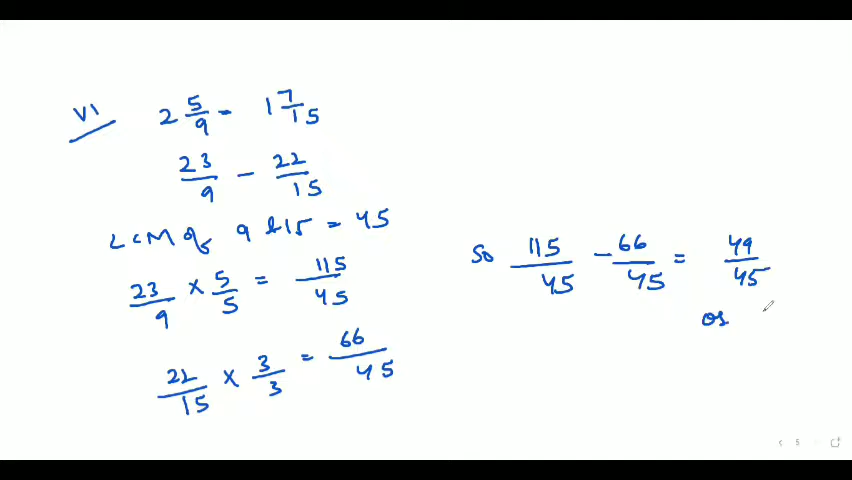 VI 2 5/9 - 1 7/15
23/9 - 22/15
LCM of 9 & 15 = 45
23/9 × 5/5 = 115/45
22/15 × 3/3 = 66/45
So 115/45 - 66/45 = 49/45
or
5